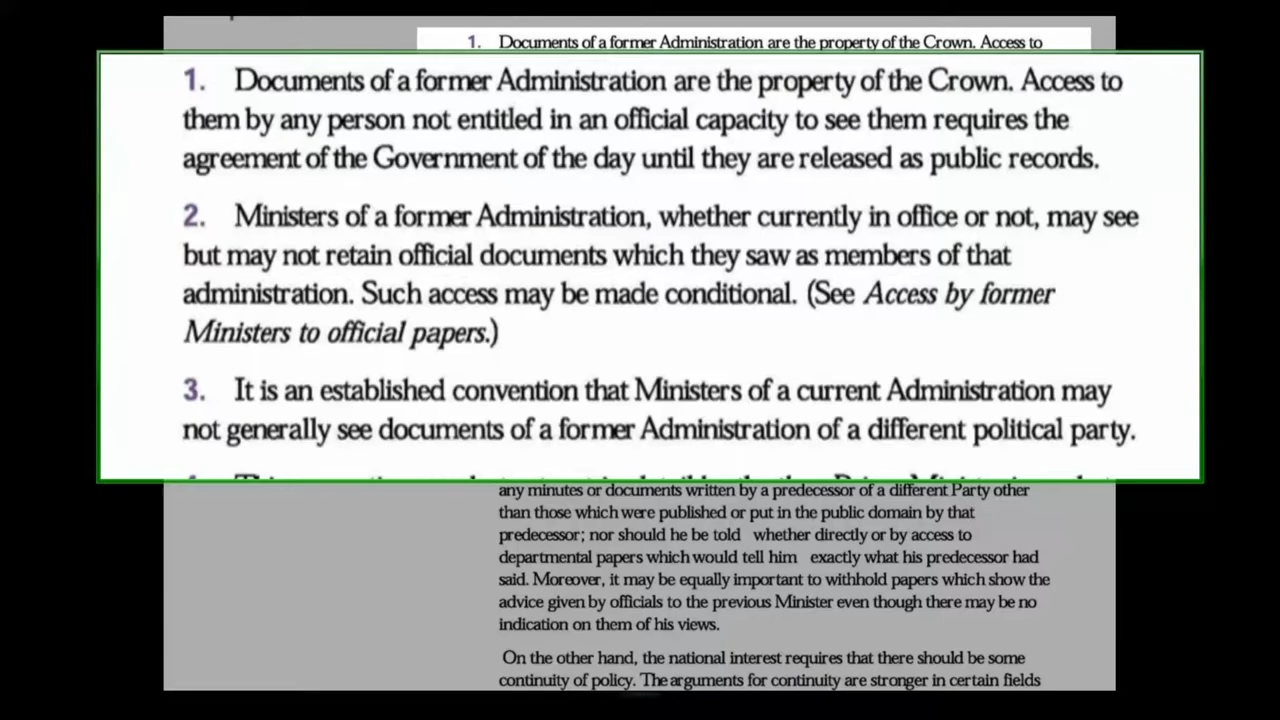 1. Documents of a former Administration are the property of the Crown. Access to
1. Documents of a former Administration are the property of the Crown. Access to
them by any person not entitled in an official capacity to see them requires the
agreement of the Government of the day until they are released as public records.
2. Ministers of a former Administration, whether currently in office or not, may see
but may not retain official documents which they saw as members of that
administration. Such access may be made conditional. (See Access by former
Ministers to official papers.)
3. It is an established convention that Ministers of a current Administration may
not generally see documents of a former Administration of a different political party.
any minutes or documents written by a predecessor of a different Party other
than those which were published or put in the public domain by that
predecessor; nor should he be told whether directly or by access to
departmental papers which would tell him exactly what his predecessor had
said. Moreover, it may be equally important to withhold papers which show the
advice given by officials to the previous Minister even though there may be no
indication on them of his views.
On the other hand, the national interest requires that there should be some
continuity of policy. The arguments for continuity are stronger in certain fields